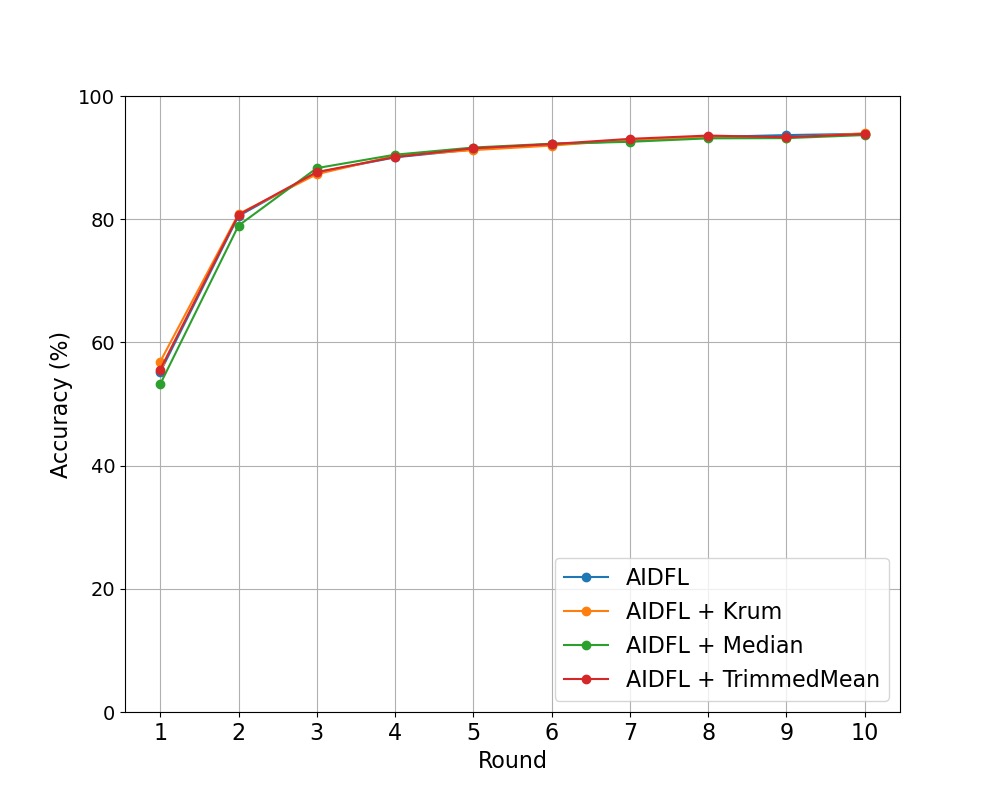 100
80
60
40
20
0
Accuracy (%)
1 2 3 4 5 6 7 8 9 10
Round
AIDFL
AIDFL + Krum
AIDFL + Median
AIDFL + TrimmedMean